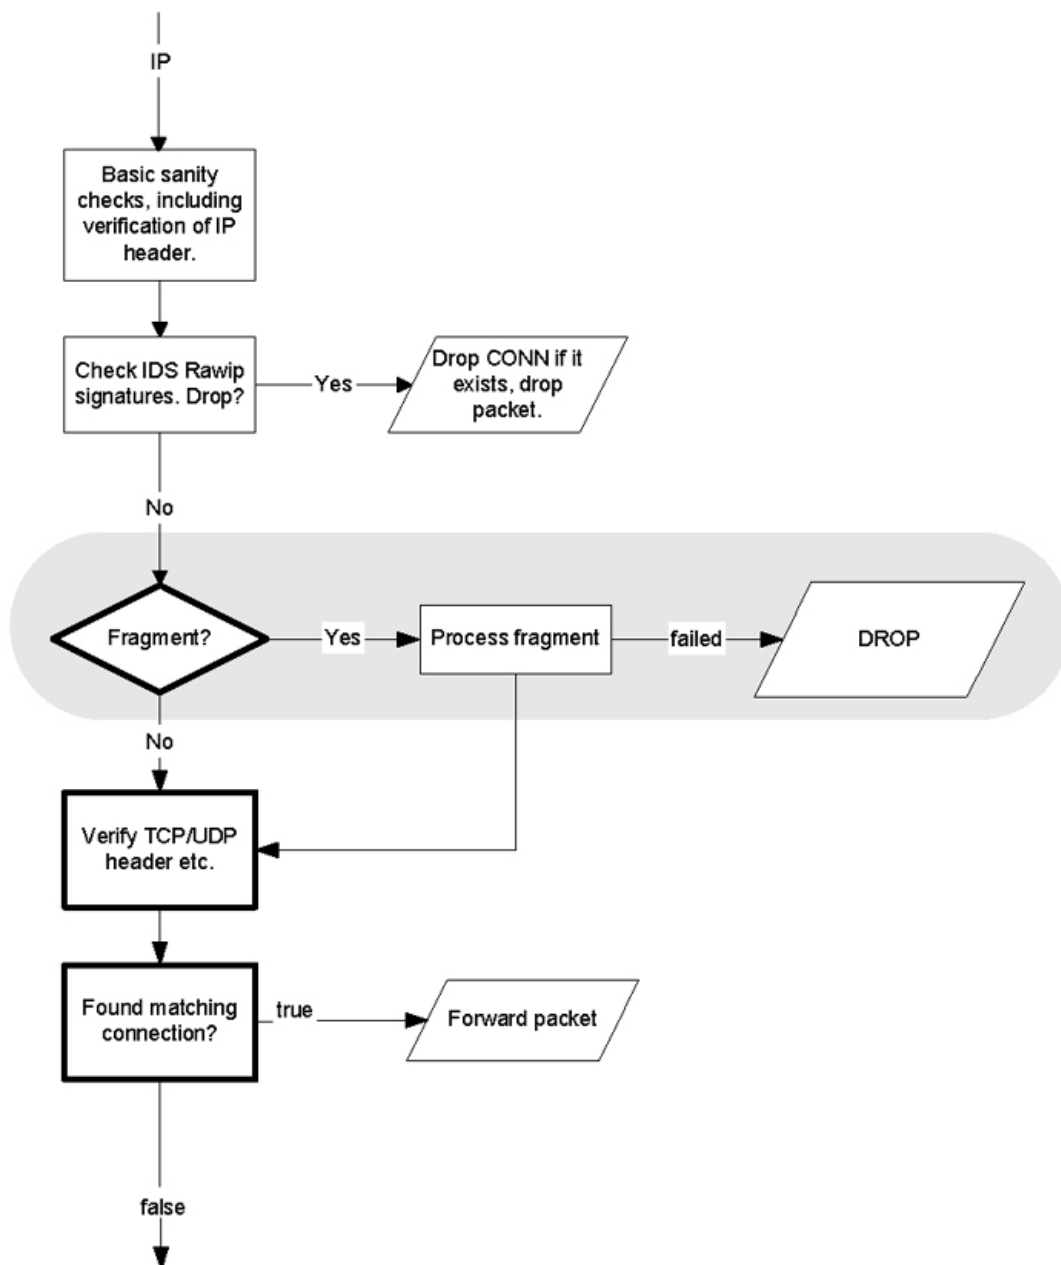 IP
Basic sanity
checks, including
verification of IP
header.
Check IDS Rawip
signatures. Drop?
Yes
Drop CONN if it
exists, drop
packet.
No
Fragment?
Yes
Process fragment
failed
DROP
No
Verify TCP/UDP
header etc.
Found matching
connection?
true
Forward packet
false